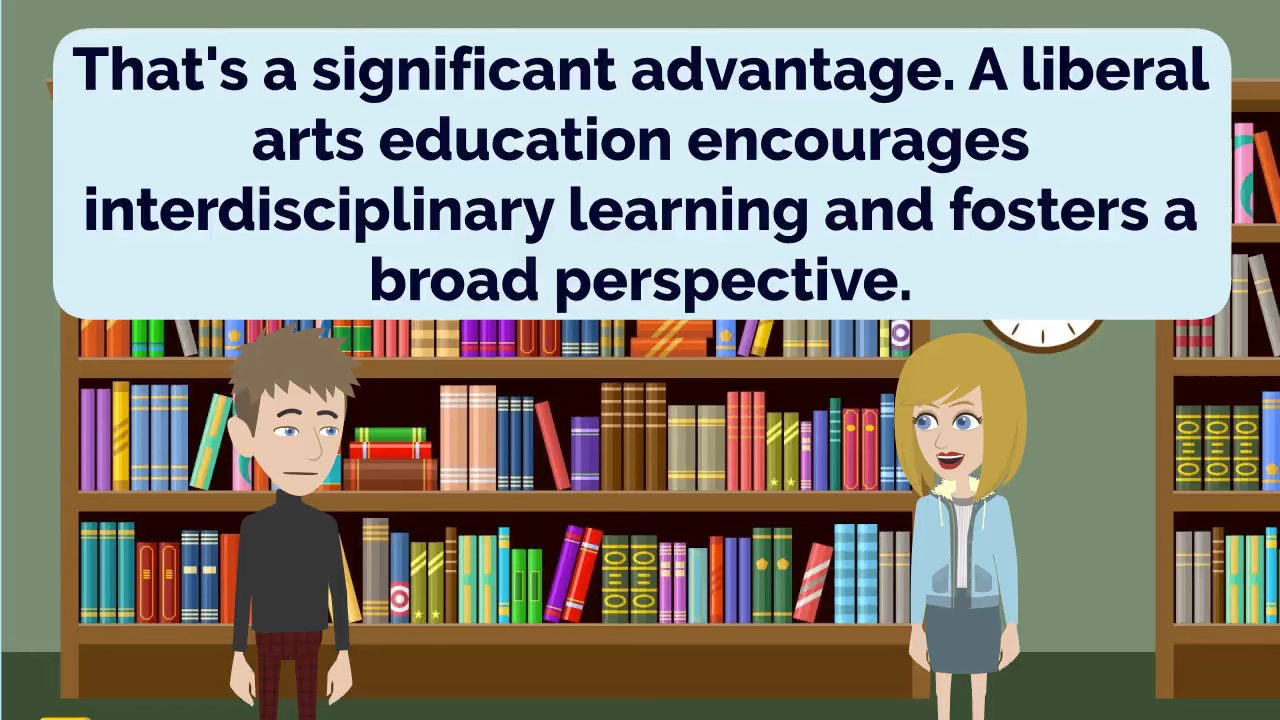 That's a significant advantage. A liberal
arts education encourages
interdisciplinary learning and fosters a
broad perspective.